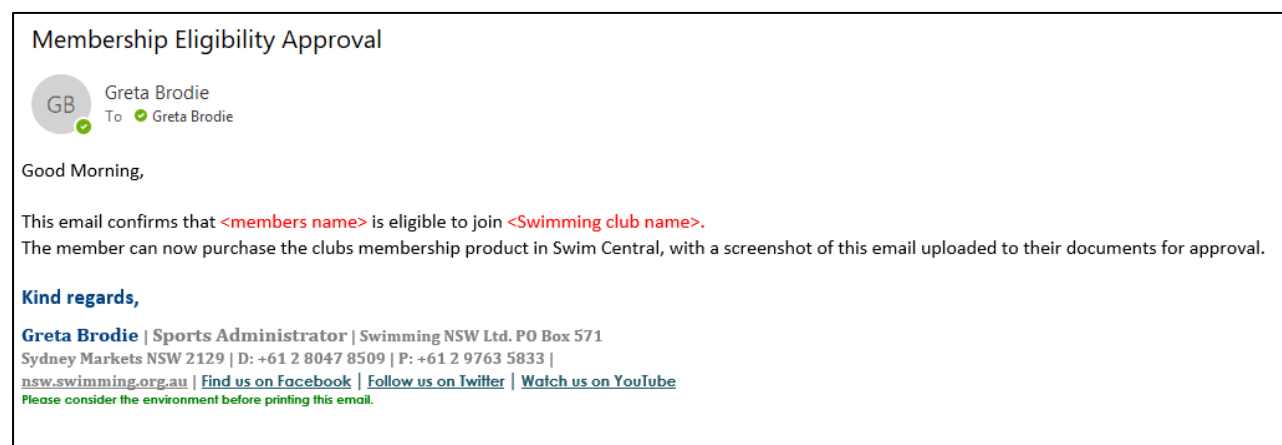 Membership Eligibility Approval
GB
Greta Brodie
To Greta Brodie
Good Morning,
This email confirms that <members name> is eligible to join <Swimming club name>.
The member can now purchase the clubs membership product in Swim Central, with a screenshot of this email uploaded to their documents for approval.
Kind regards,
Greta Brodie | Sports Administrator | Swimming NSW Ltd. PO Box 571
Sydney Markets NSW 2129 | D: +61 2 8047 8509 | P: +61 2 9763 5833 |
nsw.swimming.org.au | Find us on Facebook | Follow us on Twitter | Watch us on YouTube
Please consider the environment before printing this email.